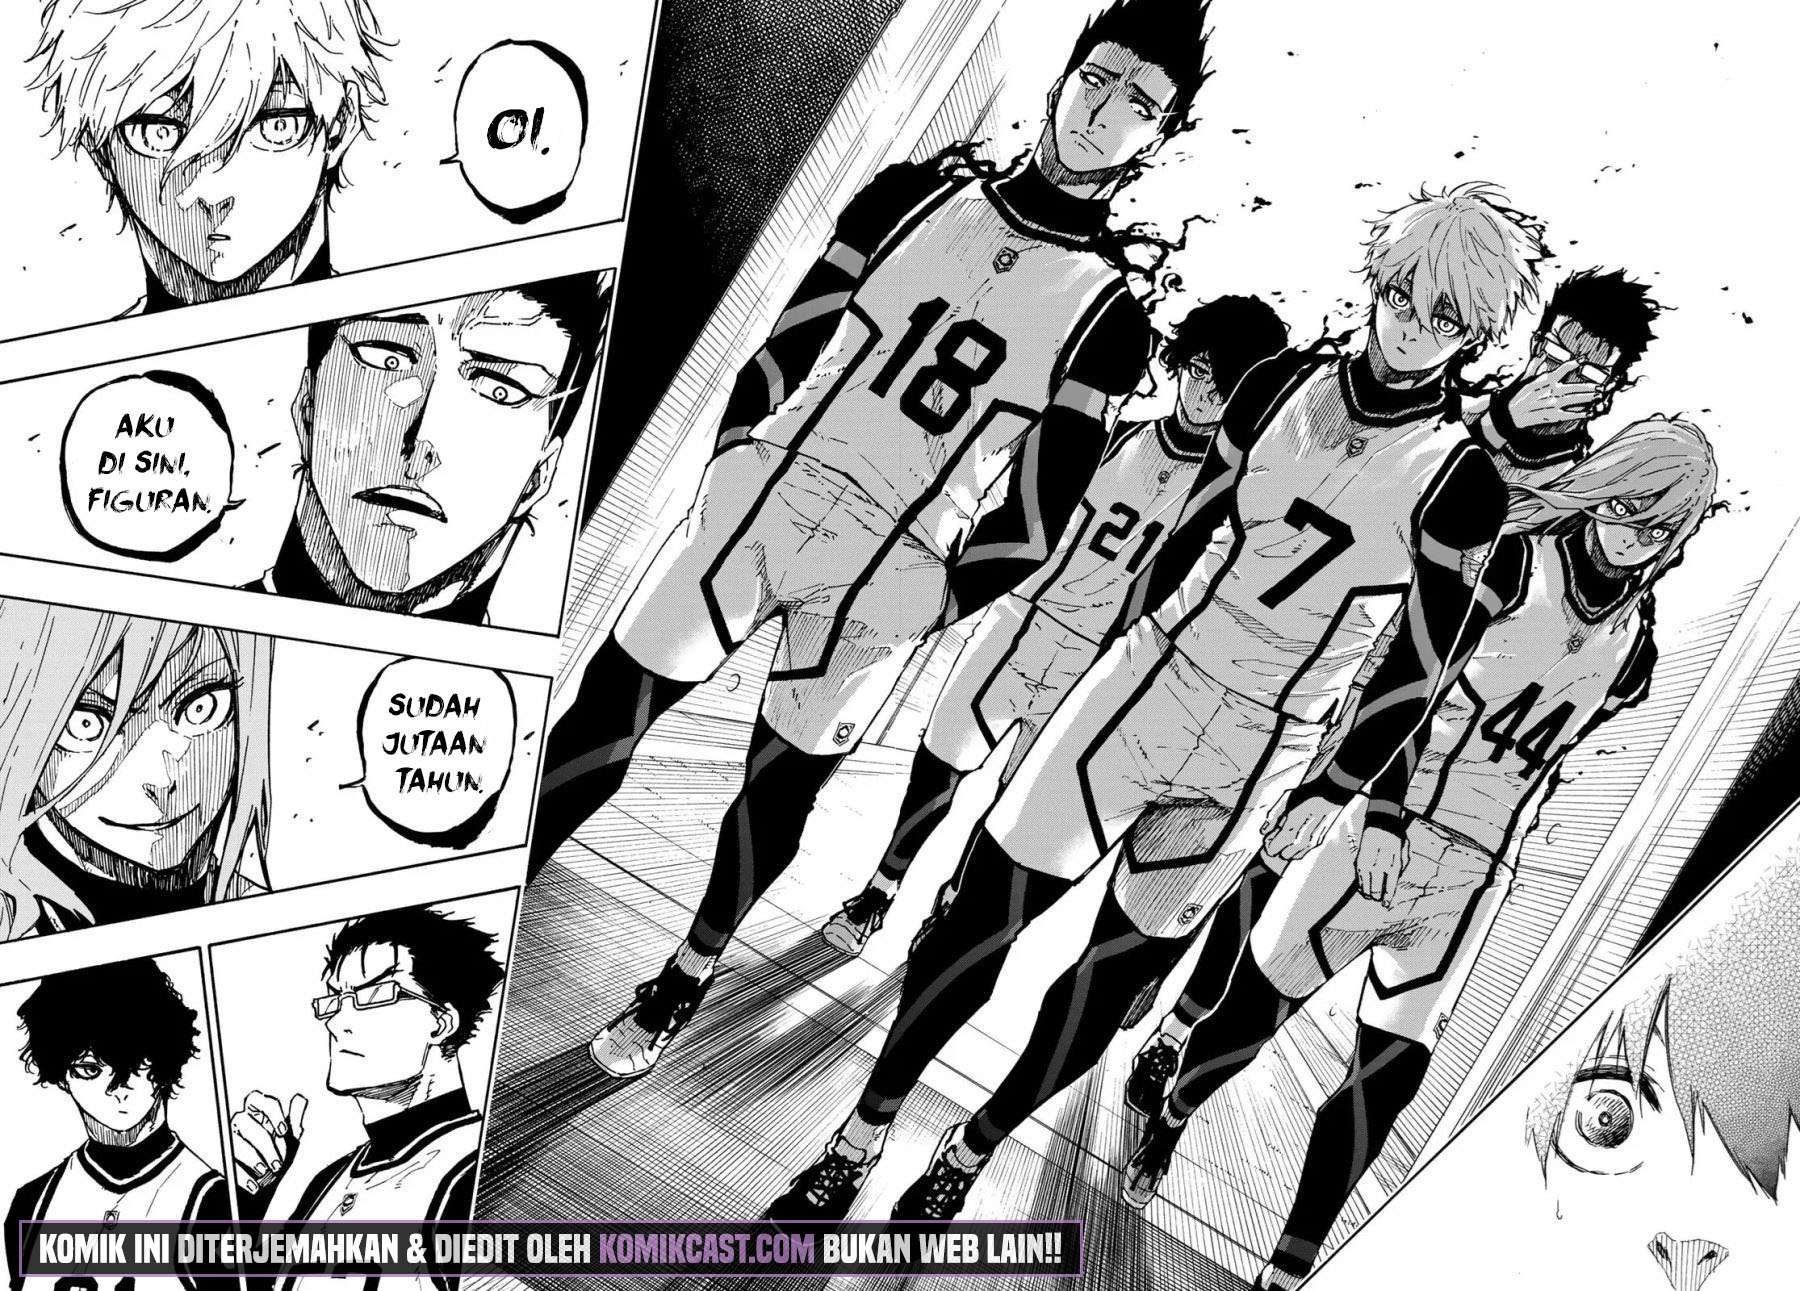 OI.
AKU
DI SINI,
FIGURAN.
SUDAH
JUTAAN
TAHUN.
18
21
7
44
KOMIK INI DITERJEMAHKAN & DIEDIT OLEH KOMIKCAST.COM BUKAN WEB LAIN!!